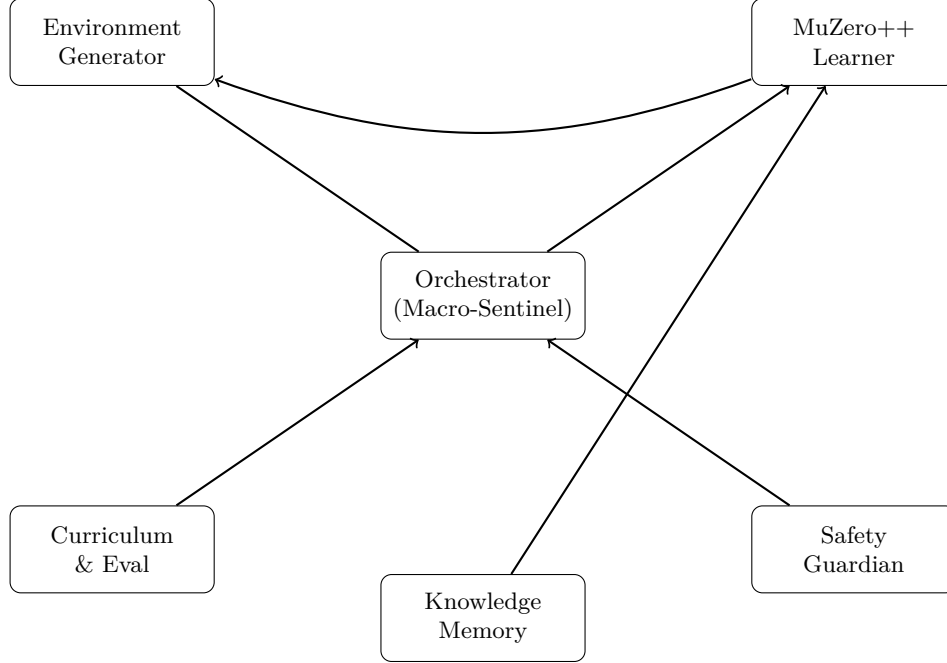 Environment
Generator
MuZero++
Learner
Orchestrator
(Macro-Sentinel)
Curriculum
& Eval
Safety
Guardian
Knowledge
Memory